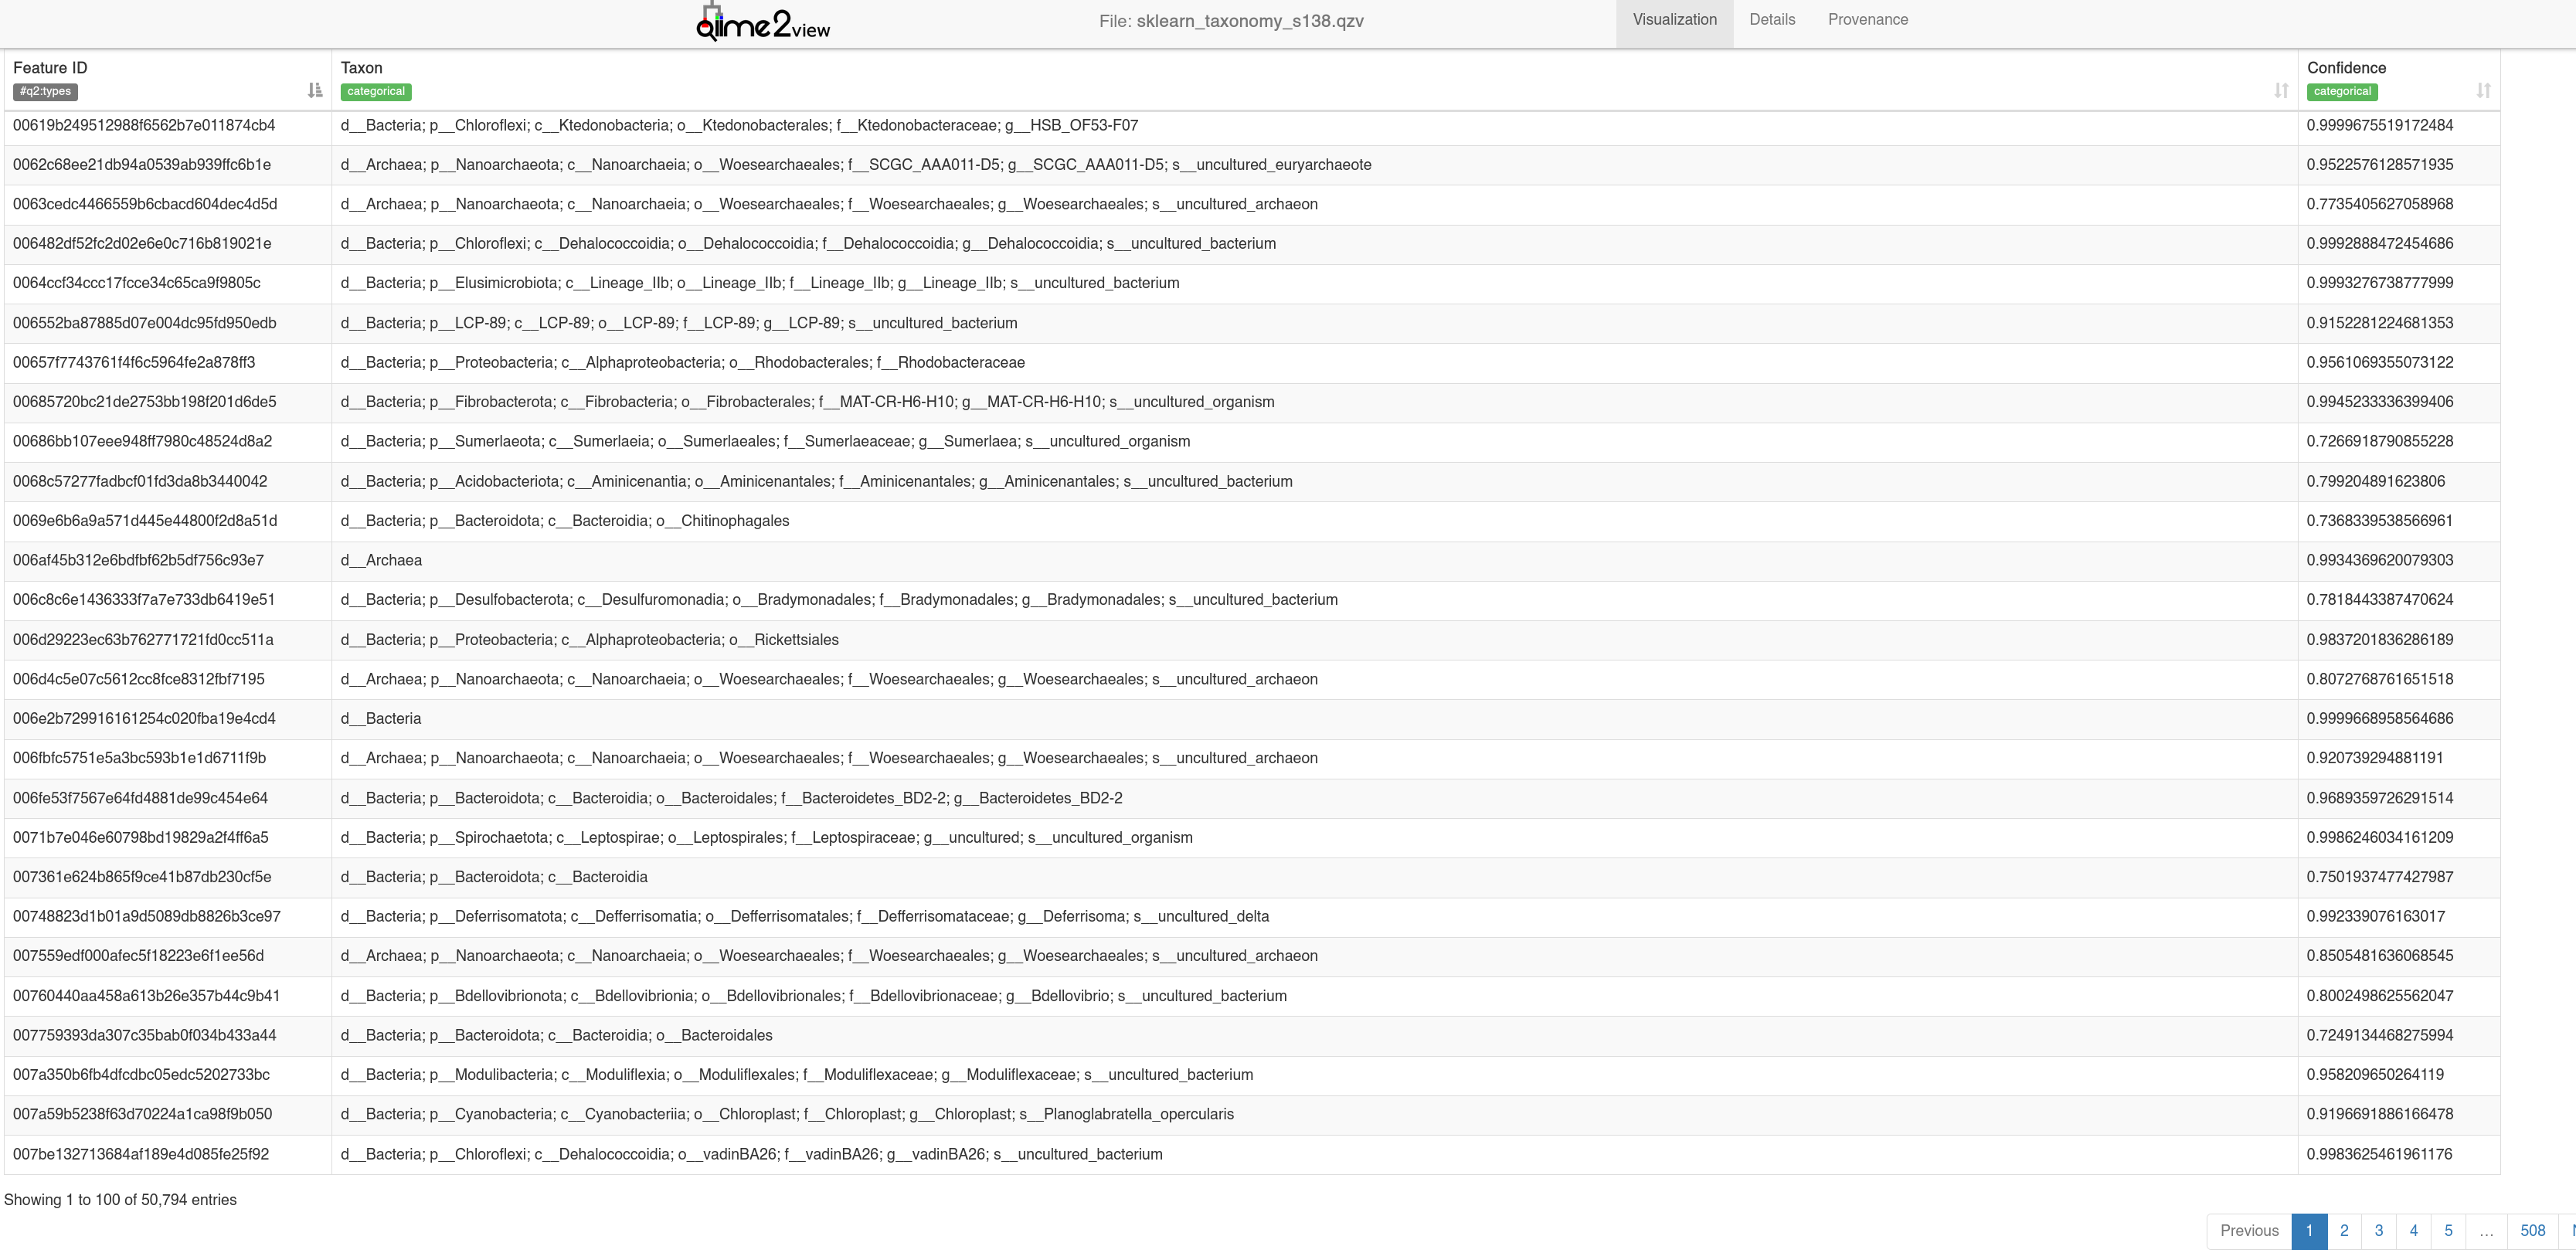 qiime2view File: sklearn_taxonomy_s138.qzv Visualization Details Provenance
Feature ID Taxon Confidence
#q2:types categorical categorical
00619b249512988f6562b7e011874cb4 d__Bacteria; p__Chloroflexi; c__Ktedonobacteria; o__Ktedonobacterales; f__Ktedonobacteraceae; g__HSB_OF53-F07 0.9999675519172484
0062c68ee21db94a0539ab939ffc6b1e d__Archaea; p__Nanoarchaeota; c__Nanoarchaeia; o__Woesearchaeales; f__SCGC_AAA011-D5; g__SCGC_AAA011-D5; s__uncultured_euryarchaeote 0.9522576128571935
0063cedc4466559b6cbacd604dec4d5d d__Archaea; p__Nanoarchaeota; c__Nanoarchaeia; o__Woesearchaeales; f__Woesearchaeales; g__Woesearchaeales; s__uncultured_archaeon 0.7735405627058968
006482df52fc2d02e6e0c716b819021e d__Bacteria; p__Chloroflexi; c__Dehalococcoidia; o__Dehalococcoidia; f__Dehalococcoidia; g__Dehalococcoidia; s__uncultured_bacterium 0.9992888472454686
0064ccf34ccc17fcce34c65ca9f9805c d__Bacteria; p__Elusimicrobiota; c__Lineage_IIb; o__Lineage_IIb; f__Lineage_IIb; g__Lineage_IIb; s__uncultured_bacterium 0.9993276738777999
006552ba87885d07e004dc95fd950edb d__Bacteria; p__LCP-89; c__LCP-89; o__LCP-89; f__LCP-89; g__LCP-89; s__uncultured_bacterium 0.9152281224681353
00657f7743761f4f6c5964fe2a878ff3 d__Bacteria; p__Proteobacteria; c__Alphaproteobacteria; o__Rhodobacterales; f__Rhodobacteraceae 0.9561069355073122
00685720bc21de2753bb198f201d6de5 d__Bacteria; p__Fibrobacterota; c__Fibrobacteria; o__Fibrobacterales; f__MAT-CR-H6-H10; g__MAT-CR-H6-H10; s__uncultured_organism 0.9945233336399406
00686bb107eee948ff7980c48524d8a2 d__Bacteria; p__Sumerlaeota; c__Sumerlaeia; o__Sumerlaeales; f__Sumerlaeaceae; g__Sumerlaea; s__uncultured_organism 0.7266918790855228
0068c57277fadbcf01fd3da8b3440042 d__Bacteria; p__Acidobacteriota; c__Aminicenantia; o__Aminicenantales; f__Aminicenantales; g__Aminicenantales; s__uncultured_bacterium 0.799204891623806
0069e6b6a9a571d445e44800f2d8a51d d__Bacteria; p__Bacteroidota; c__Bacteroidia; o__Chitinophagales 0.7368339538566961
006af45b312e6bdfbf62b5df756c93e7 d__Archaea 0.9934369620079303
006c8c6e1436333f7a7e733db6419e51 d__Bacteria; p__Desulfobacterota; c__Desulfuromonadia; o__Bradymonadales; f__Bradymonadales; g__Bradymonadales; s__uncultured_bacterium 0.7818443387470624
006d29223ec63b762771721fd0cc511a d__Bacteria; p__Proteobacteria; c__Alphaproteobacteria; o__Rickettsiales 0.9837201836286189
006d4c5e07c5612cc8fce8312fbf7195 d__Archaea; p__Nanoarchaeota; c__Nanoarchaeia; o__Woesearchaeales; f__Woesearchaeales; g__Woesearchaeales; s__uncultured_archaeon 0.8072768761651518
006e2b729916161254c020fba19e4cd4 d__Bacteria 0.9999668958564686
006fbfc5751e5a3bc593b1e1d6711f9b d__Archaea; p__Nanoarchaeota; c__Nanoarchaeia; o__Woesearchaeales; f__Woesearchaeales; g__Woesearchaeales; s__uncultured_archaeon 0.920739294881191
006fe53f7567e64fd4881de99c454e64 d__Bacteria; p__Bacteroidota; c__Bacteroidia; o__Bacteroidales; f__Bacteroidetes_BD2-2; g__Bacteroidetes_BD2-2 0.9689359726291514
0071b7e046e60798bd19829a2f4ff6a5 d__Bacteria; p__Spirochaetota; c__Leptospirae; o__Leptospirales; f__Leptospiraceae; g__uncultured; s__uncultured_organism 0.9986246034161209
007361e624b865f9ce41b87db230cf5e d__Bacteria; p__Bacteroidota; c__Bacteroidia 0.7501937477427987
00748823d1b01a9d5089db8826b3ce97 d__Bacteria; p__Deferrisomatota; c__Defferrisomatia; o__Defferrisomatales; f__Defferrisomataceae; g__Deferrisoma; s__uncultured_delta 0.992339076163017
007559edf000afec5f18223e6f1ee56d d__Archaea; p__Nanoarchaeota; c__Nanoarchaeia; o__Woesearchaeales; f__Woesearchaeales; g__Woesearchaeales; s__uncultured_archaeon 0.8505481636068545
00760440aa458a613b26e357b44c9b41 d__Bacteria; p__Bdellovibrionota; c__Bdellovibrionia; o__Bdellovibrionales; f__Bdellovibrionaceae; g__Bdellovibrio; s__uncultured_bacterium 0.8002498625562047
007759393da307c35bab0f034b433a44 d__Bacteria; p__Bacteroidota; c__Bacteroidia; o__Bacteroidales 0.7249134468275994
007a350b6fb4dfcdbc05edc5202733bc d__Bacteria; p__Modulibacteria; c__Moduliflexia; o__Moduliflexales; f__Moduliflexaceae; g__Moduliflexaceae; s__uncultured_bacterium 0.958209650264119
007a59b5238f63d70224a1ca98f9b050 d__Bacteria; p__Cyanobacteria; c__Cyanobacteriia; o__Chloroplast; f__Chloroplast; g__Chloroplast; s__Planoglabratella_opercularis 0.9196691886166478
007be132713684af189e4d085fe25f92 d__Bacteria; p__Chloroflexi; c__Dehalococcoidia; o__vadinBA26; f__vadinBA26; g__vadinBA26; s__uncultured_bacterium 0.9983625461961176
Showing 1 to 100 of 50,794 entries
Previous 1 2 3 4 5 … 508